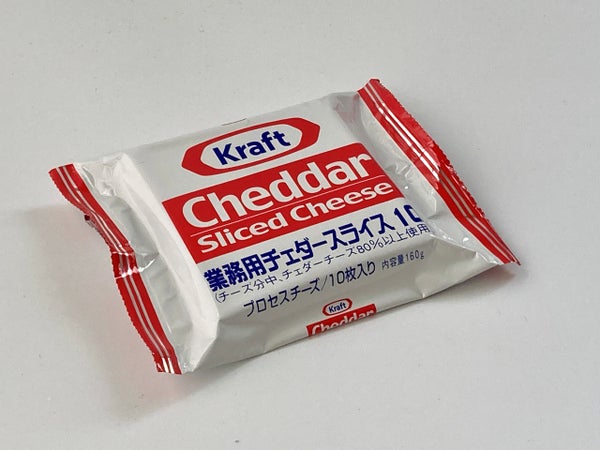 Kraft
Cheddar
Sliced Cheese
業務用チェダースライス10
(チーズ分中、チェダーチーズ80%以上使用
プロセスチーズ/10枚入り 内容量160g
Kraft
Cheddar